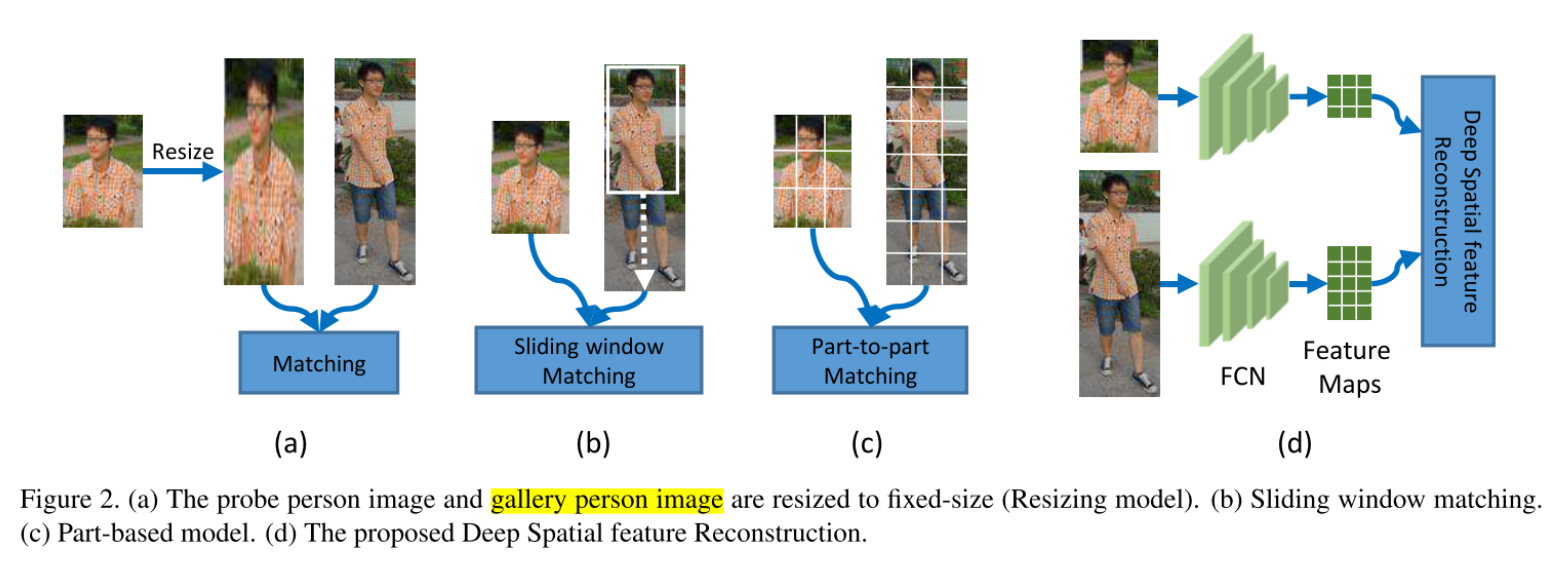 Resize
Matching
(a)
Sliding window
Matching
(b)
Part-to-part
Matching
(c)
FCN
Feature
Maps
Deep Spatial feature
Reconstruction
(d)
Figure 2. (a) The probe person image and gallery person image are resized to fixed-size (Resizing model). (b) Sliding window matching.
(c) Part-based model. (d) The proposed Deep Spatial feature Reconstruction.